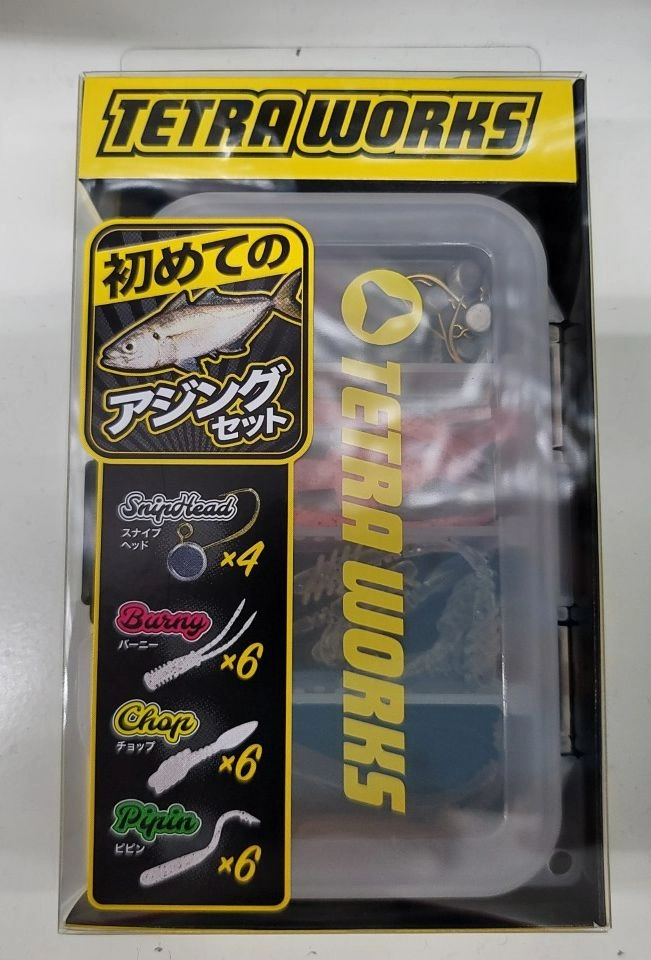 TETRA WORKS
初めての
アジング
セット
SnipHead
スナイプ
ヘッド
×4
Burny
バーニー
×6
Chop
チョップ
×6
Pipin
ピピン
×6
TETRA WORKS